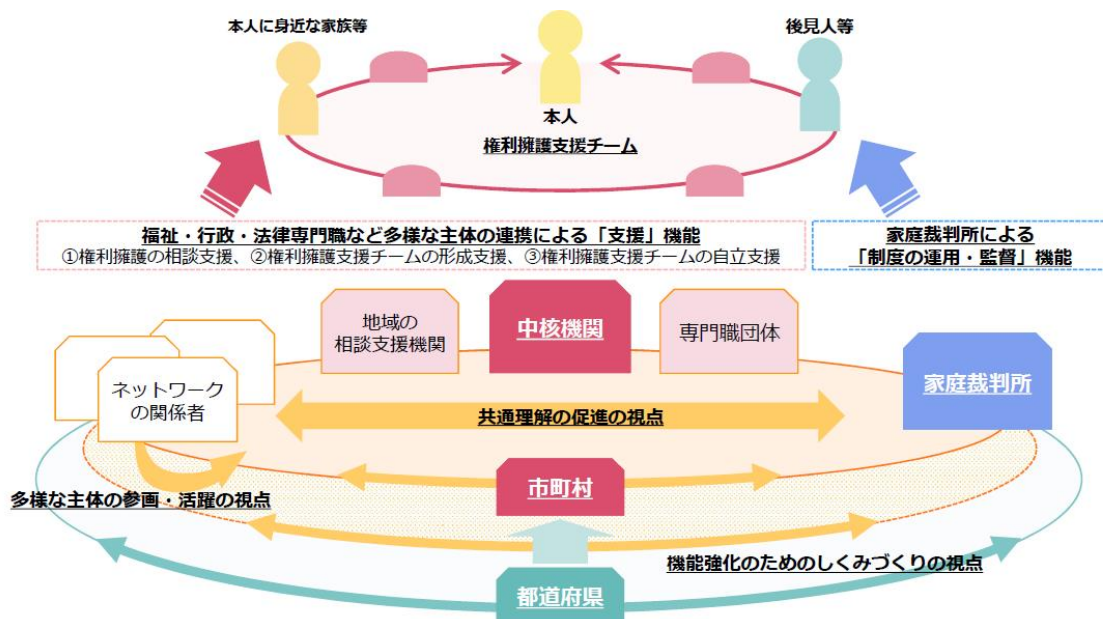 本人に身近な家族等
後見人等
本人
権利擁護支援チーム
福祉・行政・法律専門職など多様な主体の連携による「支援」機能
①権利擁護の相談支援、②権利擁護支援チームの形成支援、③権利擁護支援チームの自立支援
家庭裁判所による
「制度の運用・監督」機能
地域の
相談支援機関
中核機関
専門職団体
ネットワーク
の関係者
家庭裁判所
共通理解の促進の視点
市町村
多様な主体の参画・活躍の視点
機能強化のためのしくみづくりの視点
都道府県